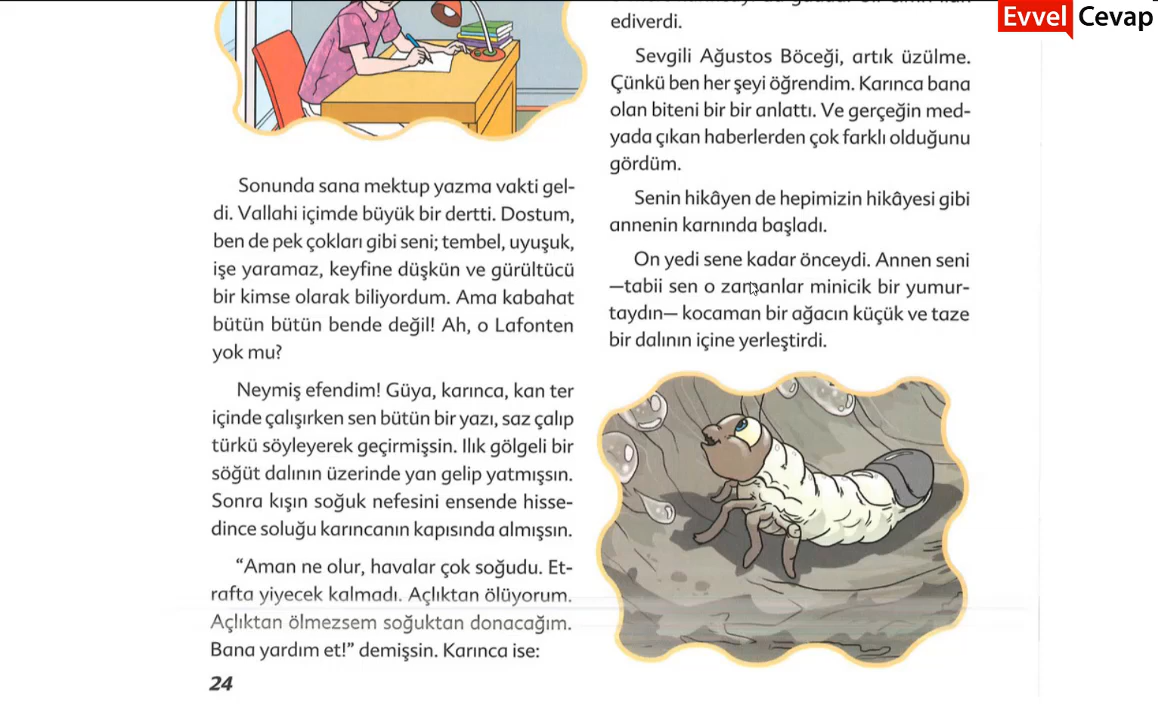 Evvel Cevap
Sonunda sana mektup yazma vakti gel-
di. Vallahi içimde büyük bir dertti. Dostum,
ben de pek çokları gibi seni; tembel, uyuşuk,
işe yaramaz, keyfine düşkün ve gürültücü
bir kimse olarak biliyordum. Ama kabahat
bütün bütün bende değil! Ah, o Lafonten
yok mu?
Neymiş efendim! Güya, karınca, kan ter
içinde çalışırken sen bütün bir yazı, saz çalıp
türkü söyleyerek geçirmişsin. Ilık gölgeli bir
söğüt dalının üzerinde yan gelip yatmışsın.
Sonra kışın soğuk nefesini ensende hisse-
dince soluğu karıncanın kapısında almışsın.
“Aman ne olur, havalar çok soğudu. Et-
rafta yiyecek kalmadı. Açlıktan ölüyorum.
Açlıktan ölmezsem soğuktan donacağım.
Bana yardım et!” demişsin. Karınca ise:
24
ediverdi.
Sevgili Ağustos Böceği, artık üzülme.
Çünkü ben her şeyi öğrendim. Karınca bana
olan biteni bir bir anlattı. Ve gerçeğin med-
yada çıkan haberlerden çok farklı olduğunu
gördüm.
Senin hikâyen de hepimizin hikâyesi gibi
annenin karnında başladı.
On yedi sene kadar önceydi. Annen seni
—tabii sen o zamanlar minicik bir yumur-
taydın— kocaman bir ağacın küçük ve taze
bir dalının içine yerleştirdi.